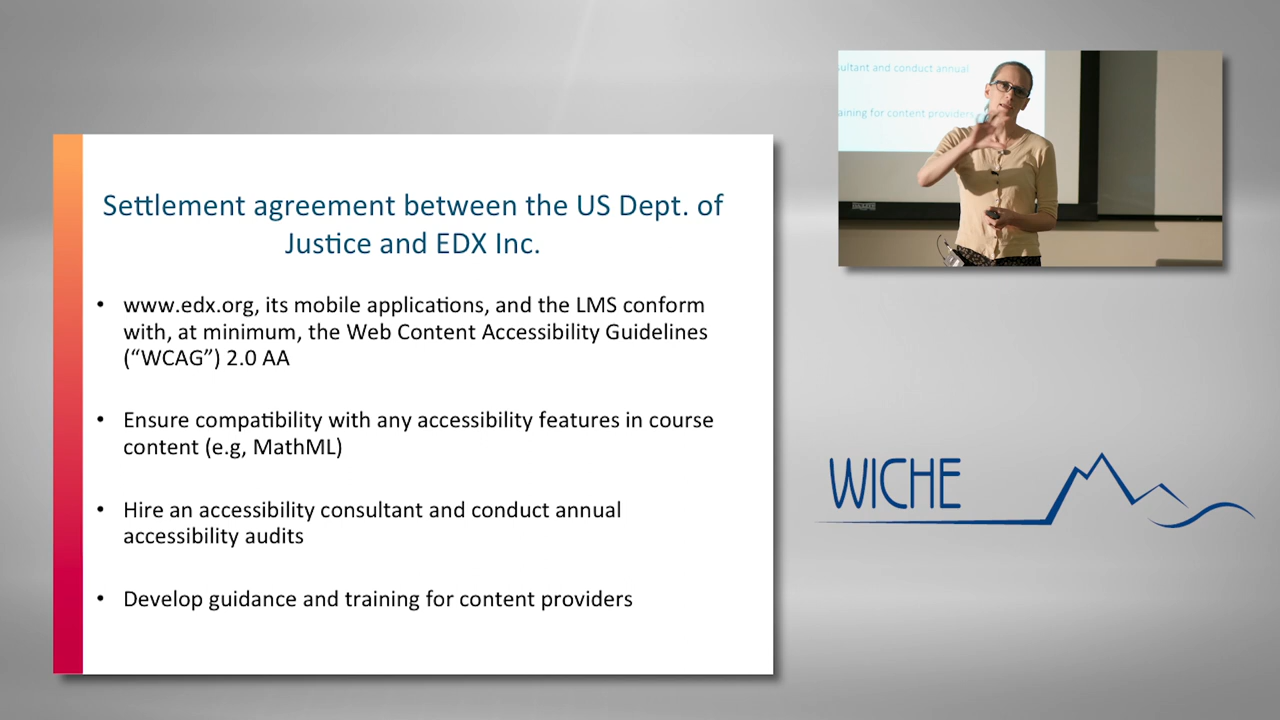 Settlement agreement between the US Dept. of
Justice and EDX Inc.
• www.edx.org, its mobile applications, and the LMS conform
with, at minimum, the Web Content Accessibility Guidelines
(“WCAG”) 2.0 AA
• Ensure compatibility with any accessibility features in course
content (e.g, MathML)
• Hire an accessibility consultant and conduct annual
accessibility audits
• Develop guidance and training for content providers
ultant and conduct annual
aining for content providers
WICHE